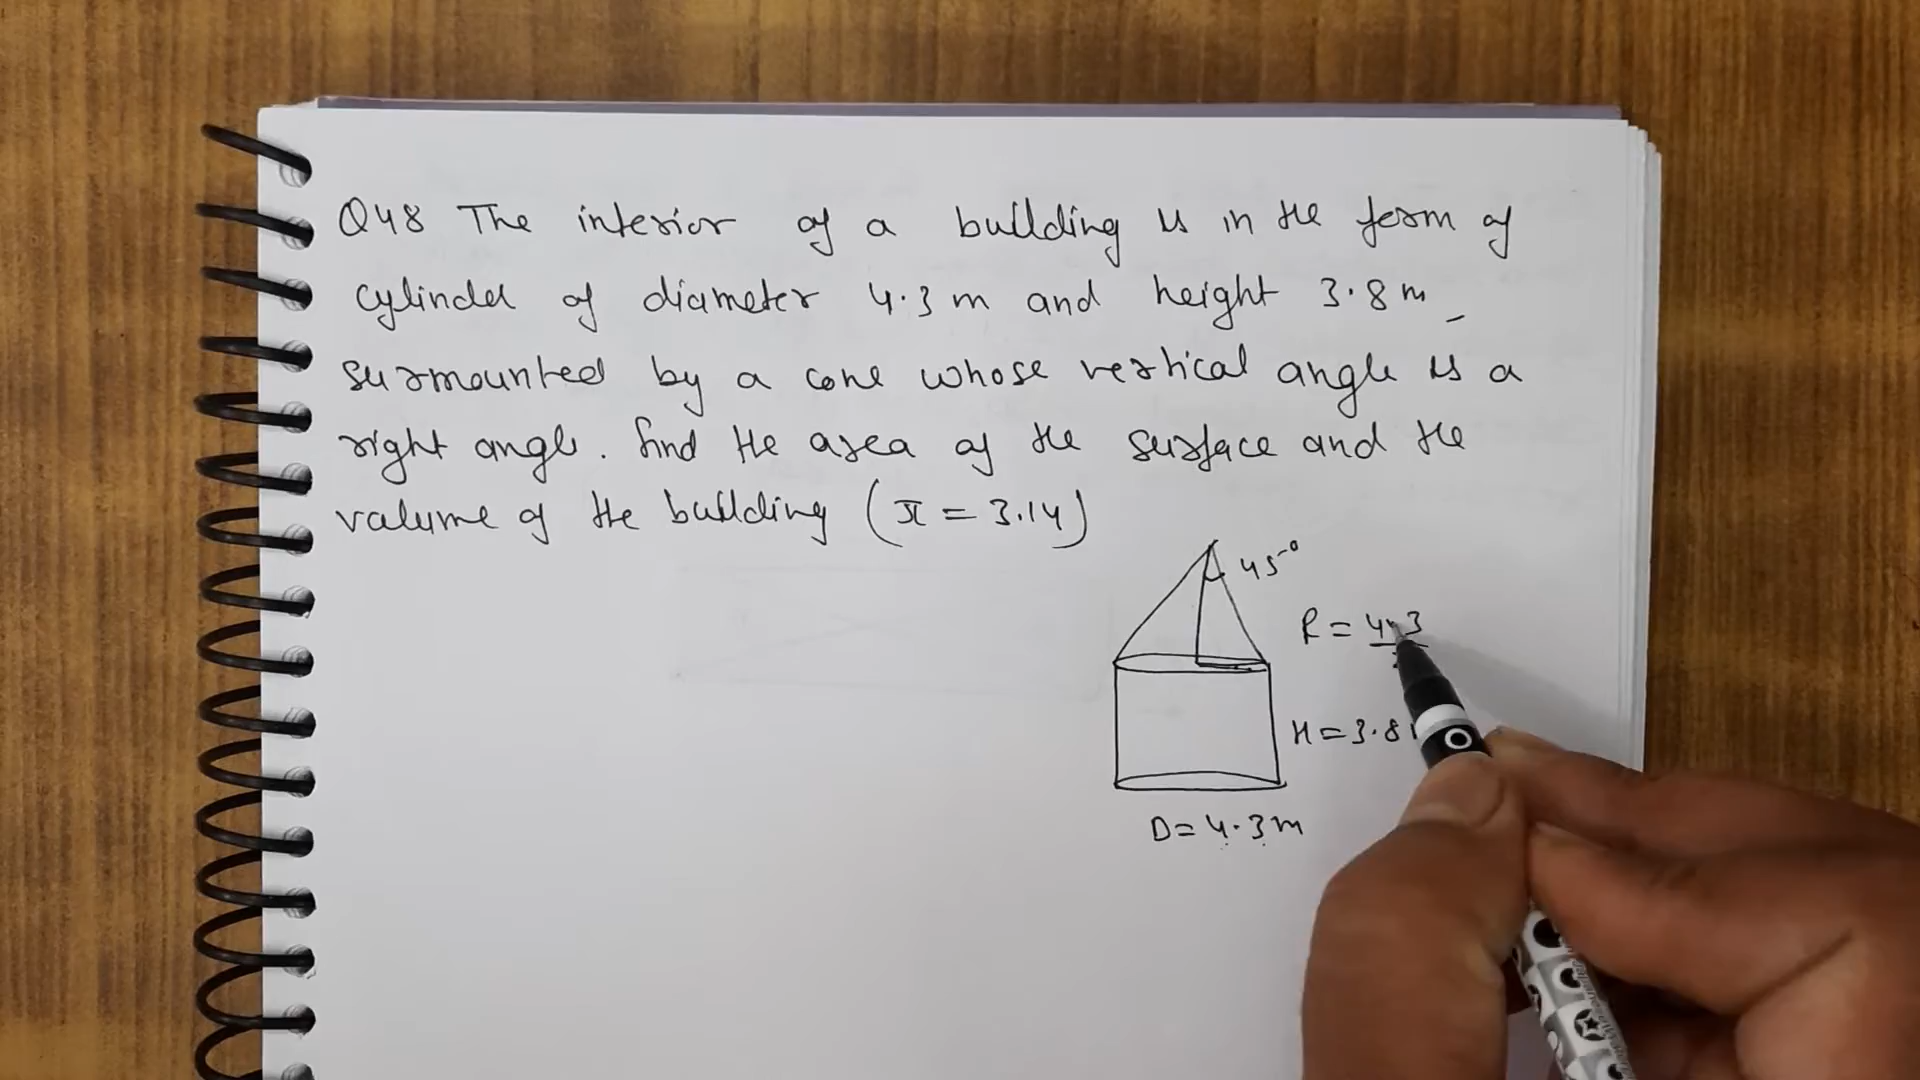 Q48 The interior of a building is in the form of
cylinder of diameter 4.3 m and height 3.8 m,
surmounted by a cone whose vertical angle is a
right angle. find the area of the surface and the
volume of the building (π = 3.14)
45°
R = 4.3
H = 3.8
D = 4.3 m